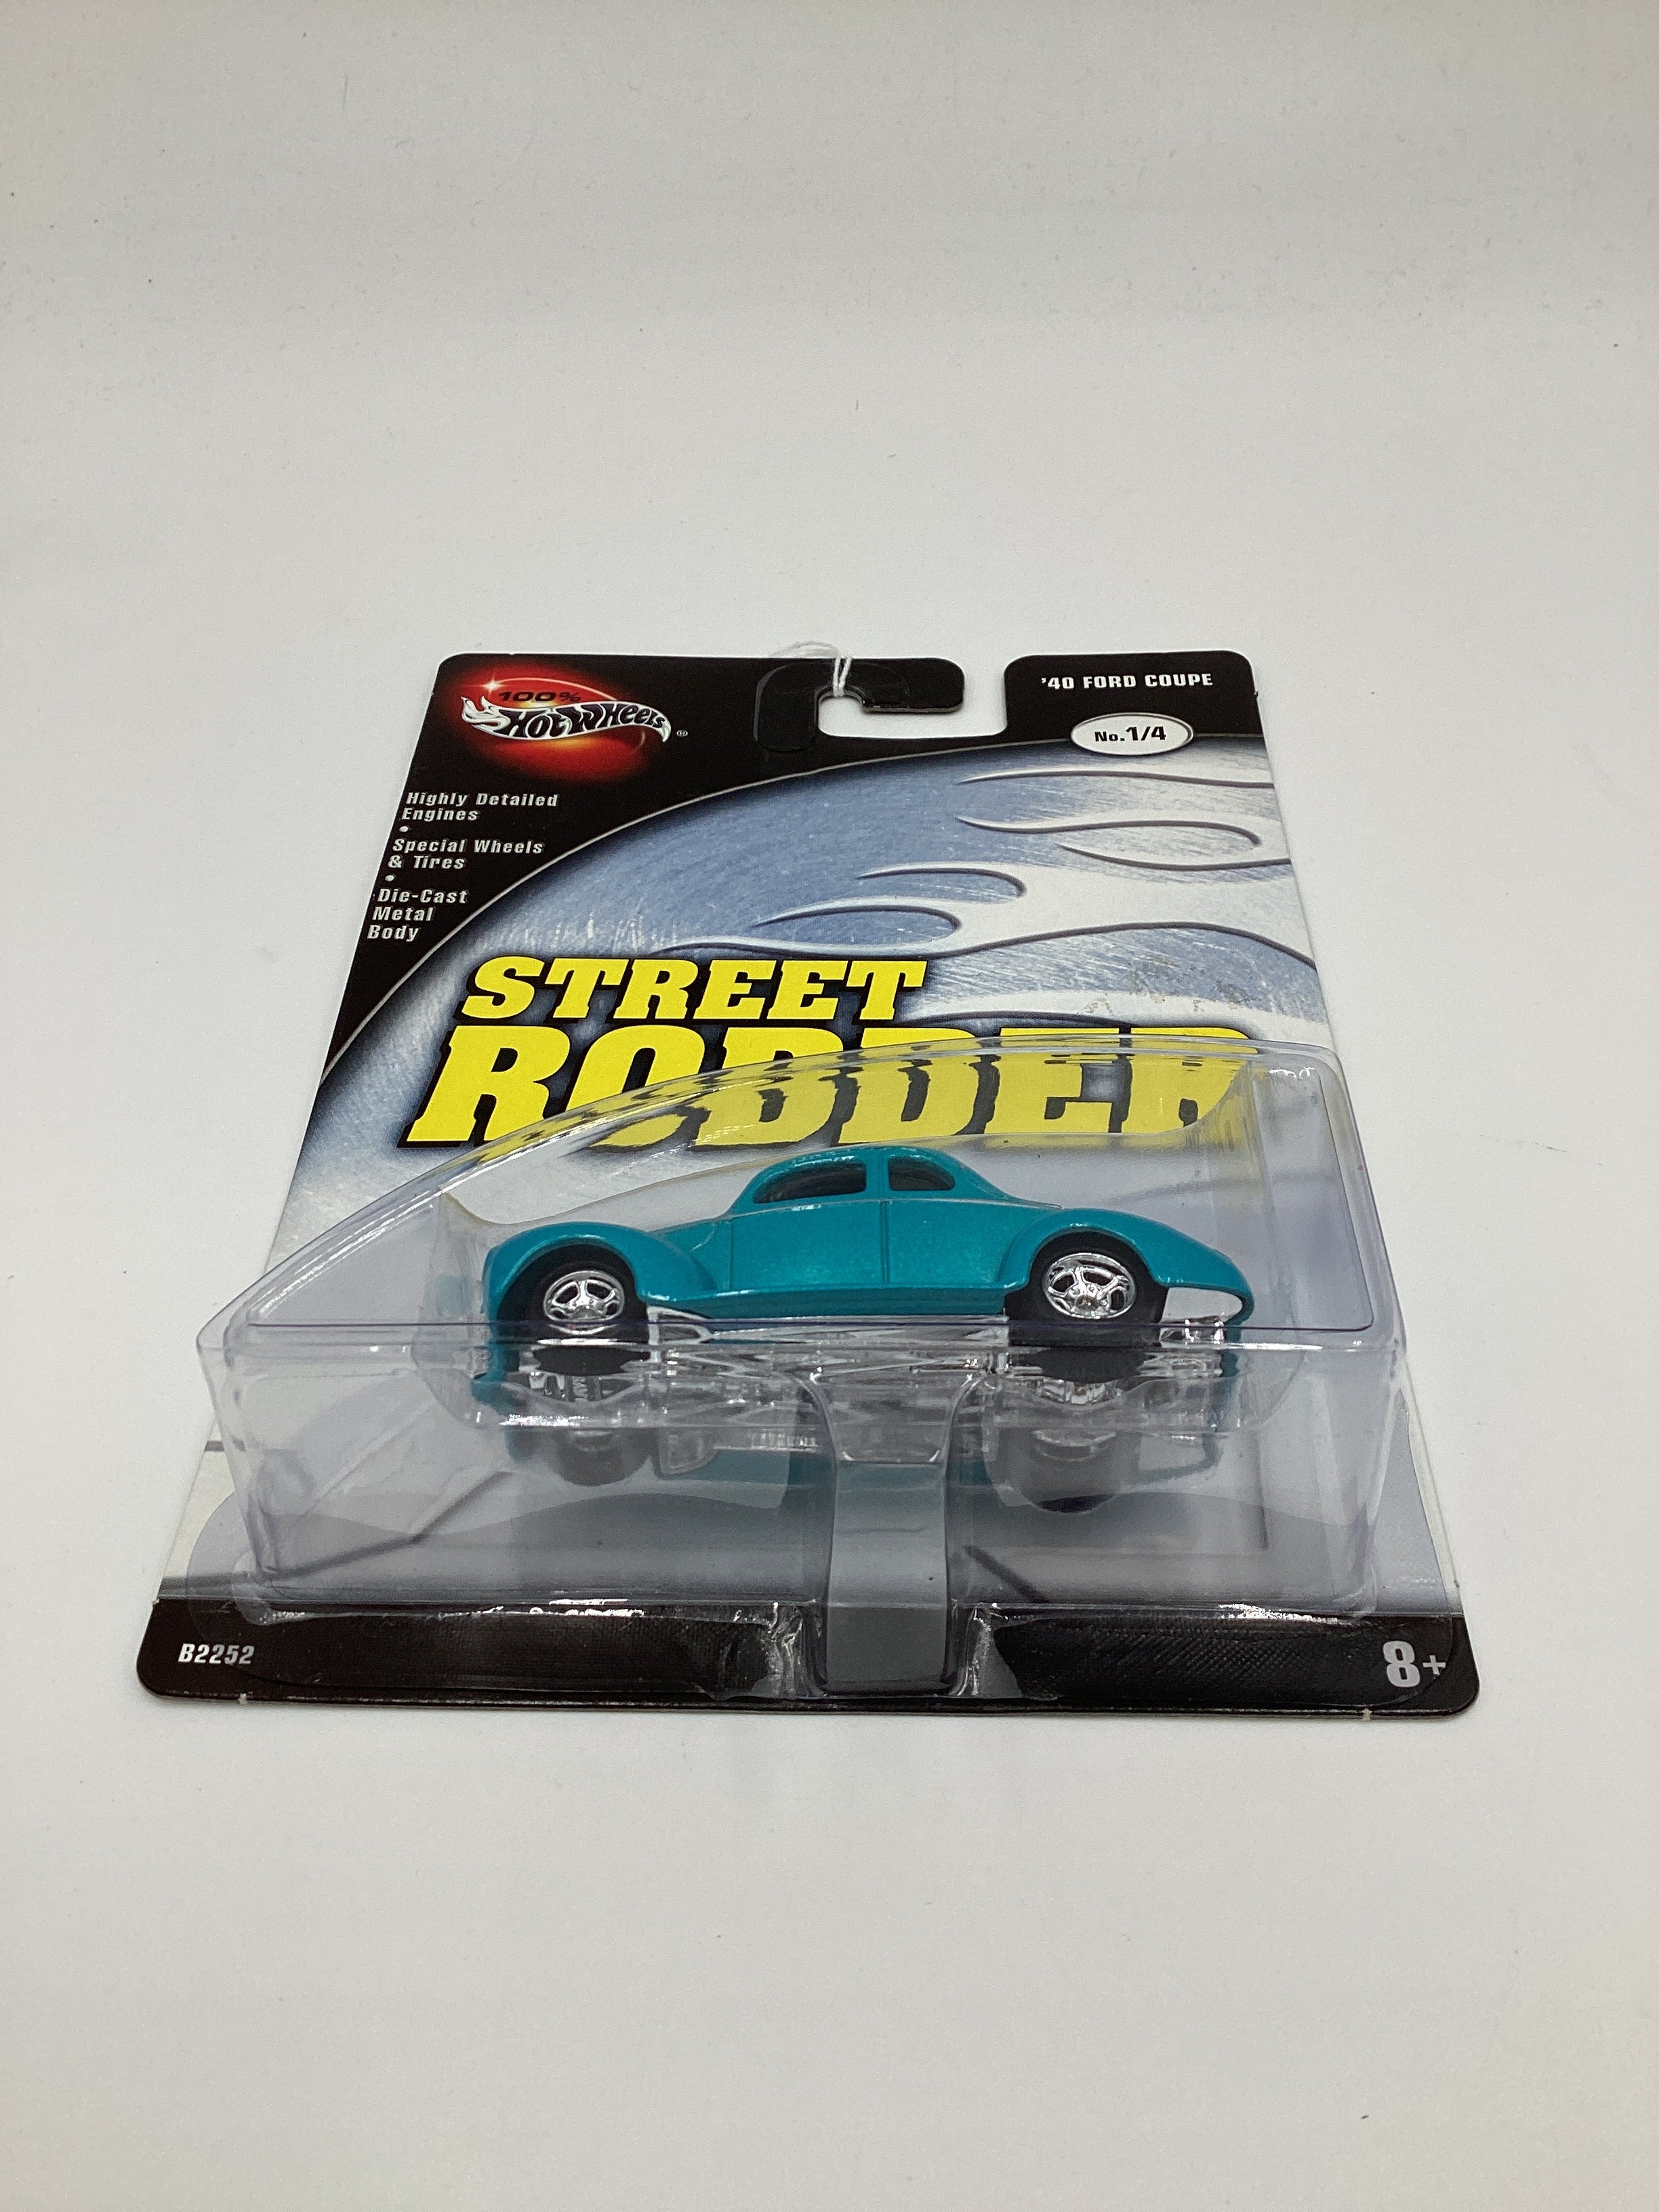 100%
Hot Wheels®
'40 FORD COUPE
No.1/4
Highly Detailed
Engines
•
Special Wheels
& Tires
•
Die-Cast
Metal
Body
STREET
RODDER
B2252
8+